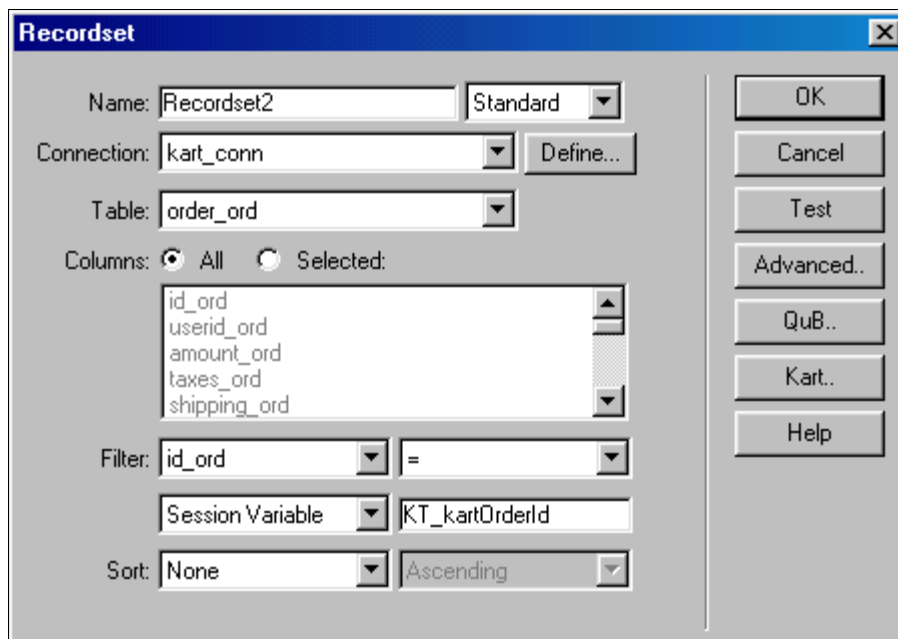 Recordset
Name: Recordset2 Standard
Connection: kart_conn Define...
Table: order_ord
Columns: All Selected:
id_ord
userid_ord
amount_ord
taxes_ord
shipping_ord
Filter: id_ord =
Session Variable KT_kartOrderId
Sort: None Ascending
OK
Cancel
Test
Advanced..
QuB..
Kart..
Help